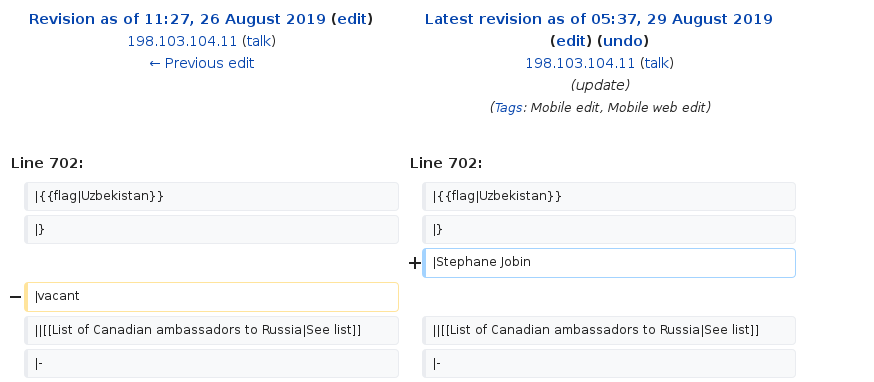 Revision as of 11:27, 26 August 2019 (edit)
198.103.104.11 (talk)
← Previous edit
Latest revision as of 05:37, 29 August 2019
(edit) (undo)
198.103.104.11 (talk)
(update)
(Tags: Mobile edit, Mobile web edit)
Line 702:
Line 702:
|{{flag|Uzbekistan}}
|{{flag|Uzbekistan}}
|}
|}
+ |Stephane Jobin
− |vacant
||[[List of Canadian ambassadors to Russia|See list]]
||[[List of Canadian ambassadors to Russia|See list]]
|-
|-